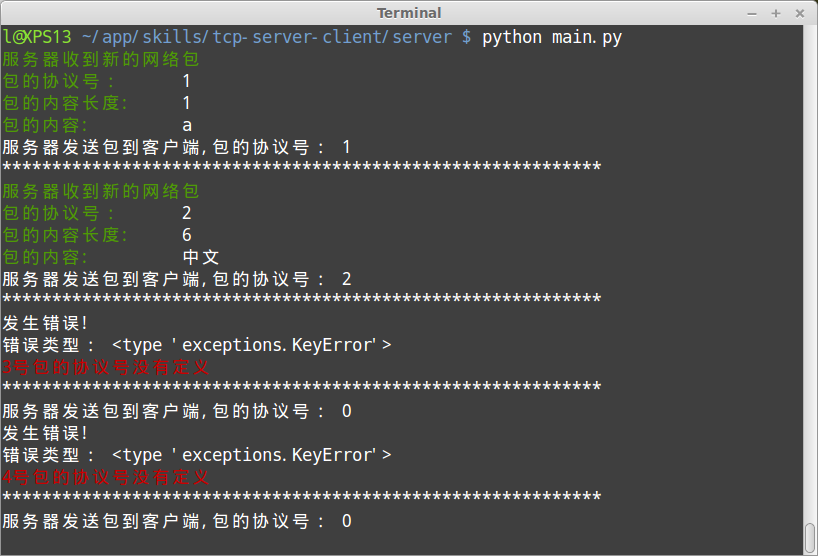 Terminal
l@XPS13 ~/app/skills/tcp-server-client/server $ python main.py
服务器收到新的网络包
包的协议号： 1
包的内容长度: 1
包的内容: a
服务器发送包到客户端,包的协议号： 1
************************************************************
服务器收到新的网络包
包的协议号： 2
包的内容长度: 6
包的内容: 中文
服务器发送包到客户端,包的协议号： 2
************************************************************
发生错误!
错误类型： <type 'exceptions.KeyError'>
3号包的协议号没有定义
************************************************************
服务器发送包到客户端,包的协议号： 0
发生错误!
错误类型： <type 'exceptions.KeyError'>
4号包的协议号没有定义
************************************************************
服务器发送包到客户端,包的协议号： 0